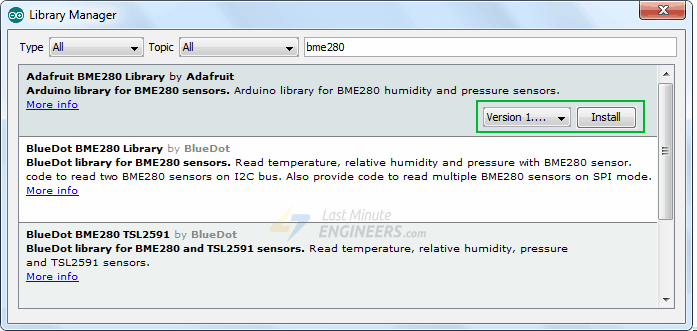 Library Manager
Type All Topic All bme280
Adafruit BME280 Library by Adafruit
Arduino library for BME280 sensors. Arduino library for BME280 humidity and pressure sensors.
More info
Version 1.... Install
BlueDot BME280 Library by BlueDot
BlueDot library for BME280 sensors. Read temperature, relative humidity and pressure with BME280 sensor.
code to read two BME280 sensors on I2C bus. Also provide code to read multiple BME280 sensors on SPI mode.
More info
Last Minute
ENGINEERS.com
BlueDot BME280 TSL2591 by BlueDot
BlueDot library for BME280 and TSL2591 sensors. Read temperature, relative humidity, pressure
and TSL2591 sensors.
More info